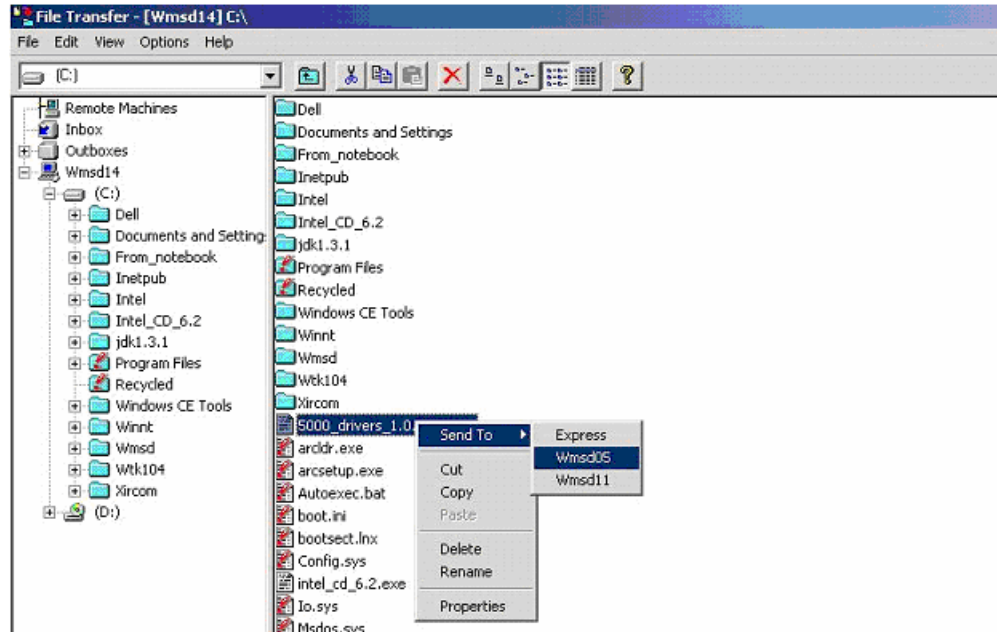 File Transfer - [Wmsd14] C:\
File Edit View Options Help
(C:)
Remote Machines
Inbox
Outboxes
Wmsd14
(C:)
Dell
Documents and Setting
From_notebook
Inetpub
Intel
Intel_CD_6.2
jdk1.3.1
Program Files
Recycled
Windows CE Tools
Winnt
Wmsd
Wtk104
Xircom
(D:)
Dell
Documents and Settings
From_notebook
Inetpub
Intel
Intel_CD_6.2
jdk1.3.1
Program Files
Recycled
Windows CE Tools
Winnt
Wmsd
Wtk104
Xircom
5000_drivers_1.0.
arcldr.exe
arcsetup.exe
Autoexec.bat
boot.ini
bootsect.lnx
Config.sys
intel_cd_6.2.exe
Io.sys
Msdos.sys
Send To
Cut
Copy
Paste
Delete
Rename
Properties
Express
Wmsd05
Wmsd11